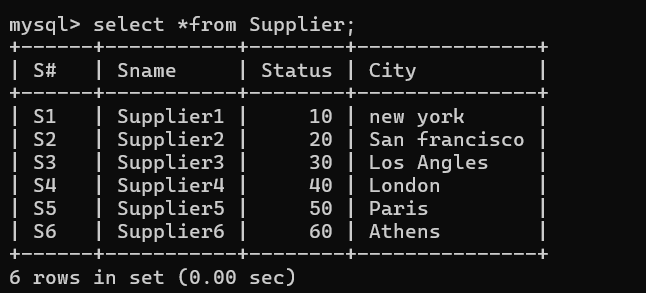 mysql> select *from Supplier;
+------+-----------+--------+---------------+
| S#   | Sname     | Status | City          |
+------+-----------+--------+---------------+
| S1   | Supplier1 |     10 | new york      |
| S2   | Supplier2 |     20 | San francisco |
| S3   | Supplier3 |     30 | Los Angles    |
| S4   | Supplier4 |     40 | London        |
| S5   | Supplier5 |     50 | Paris         |
| S6   | Supplier6 |     60 | Athens        |
+------+-----------+--------+---------------+
6 rows in set (0.00 sec)